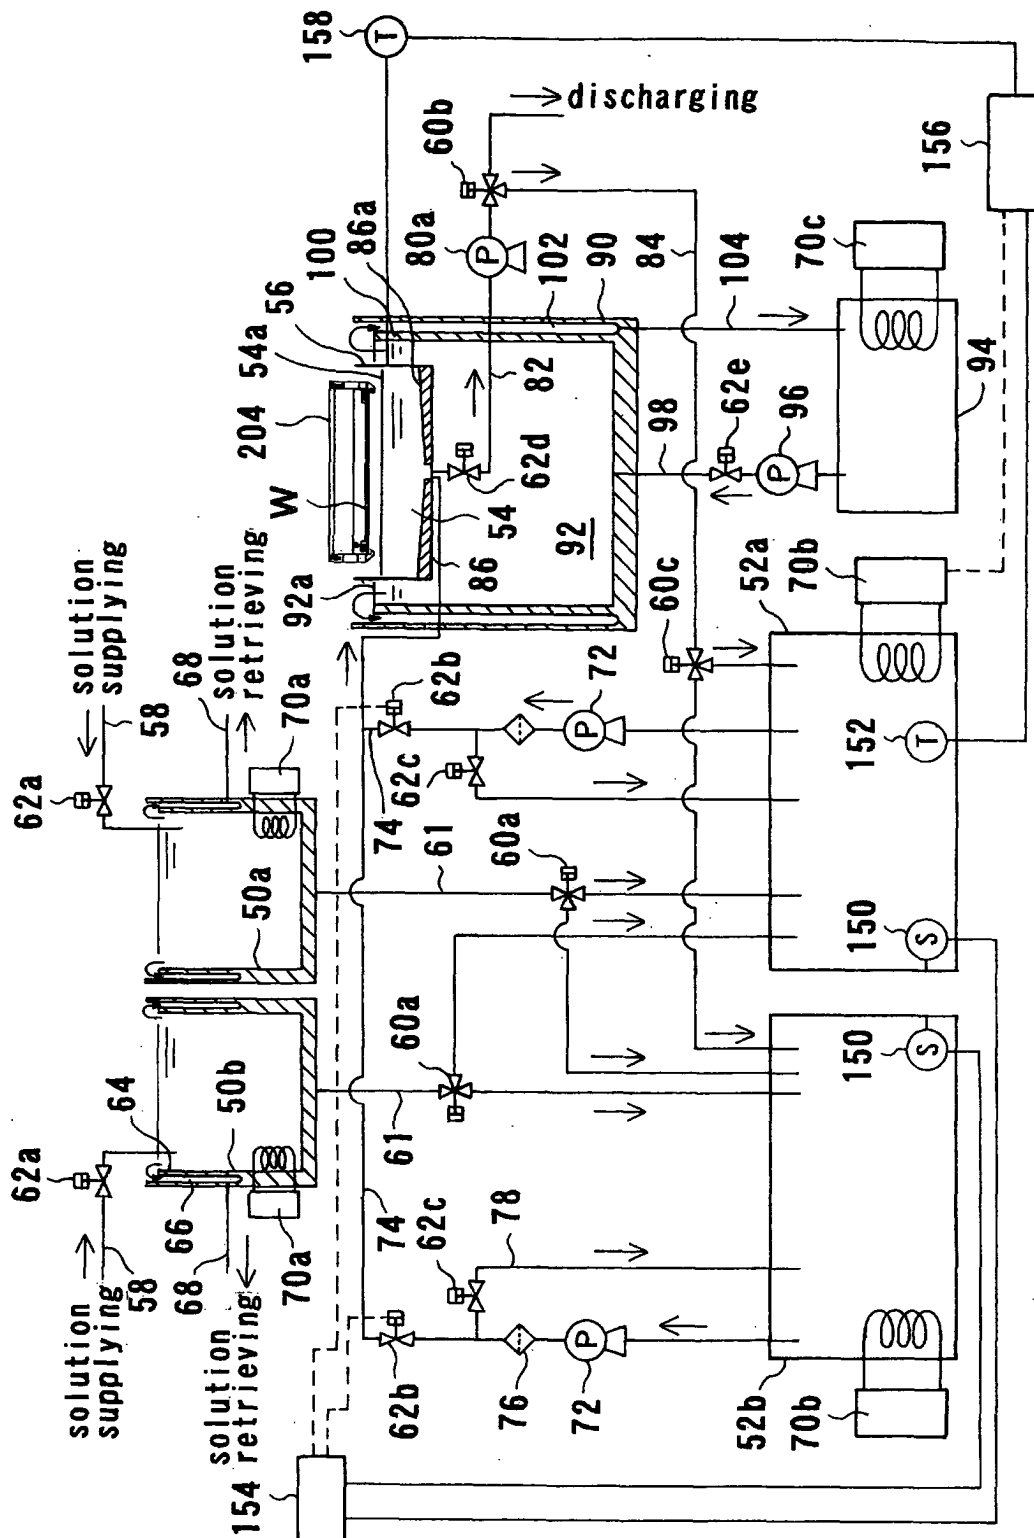 solution
supplying
58
62a
62a
58
solution
supplying
64
66
68
68
solution
retrieving
solution
retrieving
50b
50a
70a
70a
154
W
204
54a
56
100
86a
158
T
92a
74
74
61
61
62b
62b
62c
62c
78
60a
60a
86
54
62d
82
80a
P
60b
discharging
92
102
90
84
76
72
P
72
P
60c
98
62e
96
P
104
52b
70b
52a
70b
70c
150
S
150
S
152
T
94
156